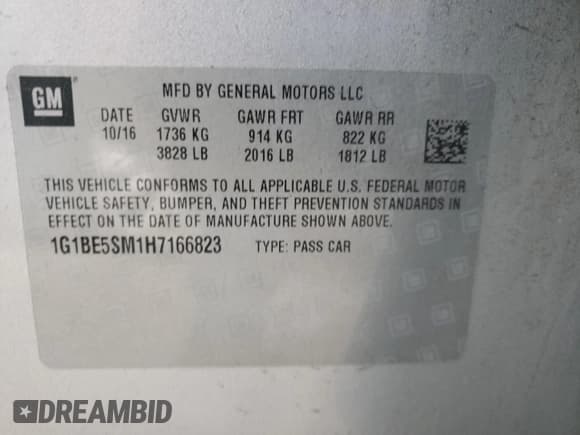 GM
MFD BY GENERAL MOTORS LLC
DATE GVWR GAWR FRT GAWR RR
10/16 1736 KG 914 KG 822 KG
3828 LB 2016 LB 1812 LB
THIS VEHICLE CONFORMS TO ALL APPLICABLE U.S. FEDERAL MOTOR
VEHICLE SAFETY, BUMPER, AND THEFT PREVENTION STANDARDS IN
EFFECT ON THE DATE OF MANUFACTURE SHOWN ABOVE.
1G1BE5SM1H7166823 TYPE: PASS CAR
DREAMBID